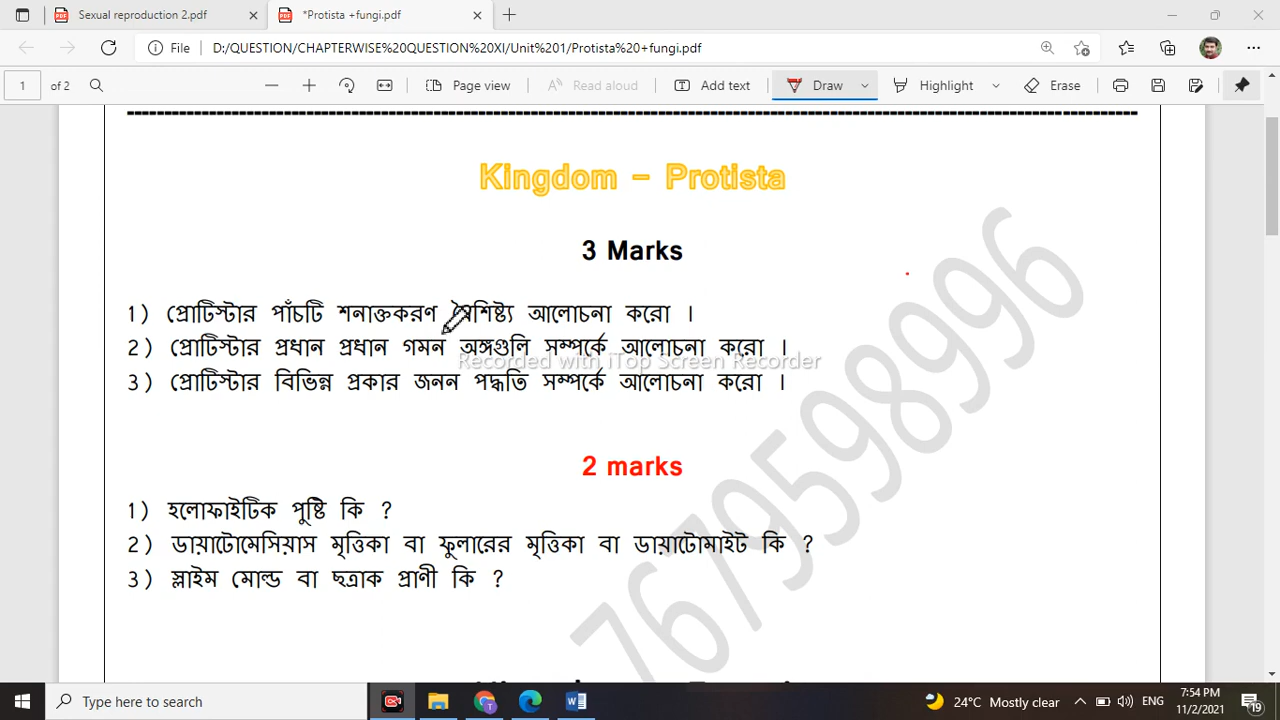 Sexual reproduction 2.pdf
*Protista +fungi.pdf
File
D:/QUESTION/CHAPTERWISE%20QUESTION%20XI/Unit%201/Protista%20+fungi.pdf
1 of 2
Page view
Read aloud
Add text
Draw
Highlight
Erase
Kingdom – Protista
3 Marks
1) প্রোটিস্টার পাঁচটি শনাক্তকরণ বৈশিষ্ট্য আলোচনা করো ।
2) প্রোটিস্টার প্রধান প্রধান গমন অঙ্গগুলি সম্পর্কে আলোচনা করো ।
Recorded with iTop Screen Recorder
3) প্রোটিস্টার বিভিন্ন প্রকার জনন পদ্ধতি সম্পর্কে আলোচনা করো ।
2 marks
1) হলোফাইটিক পুষ্টি কি ?
2) ডায়াটোমেসিয়াস মৃত্তিকা বা ফুলারের মৃত্তিকা বা ডায়াটোমাইট কি ?
3) স্লাইম মোল্ড বা ছত্রাক প্রাণী কি ?
7679598996
Type here to search
24°C Mostly clear
ENG
7:54 PM
11/2/2021
19